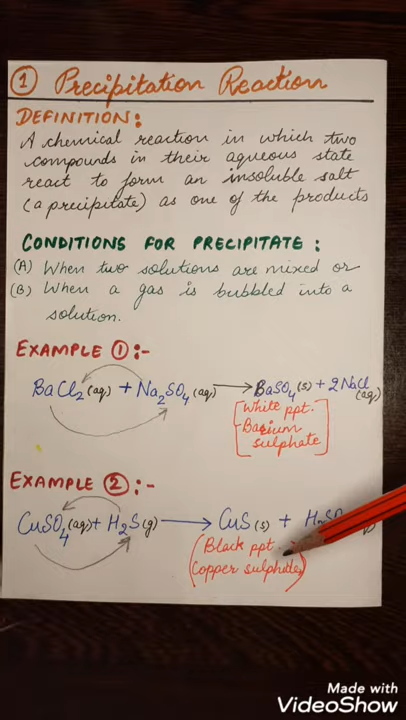 ① Precipitation Reaction
DEFINITION:
A chemical reaction in which two
compounds in their aqueous state
react to form an insoluble salt
(a precipitate) as one of the products
CONDITIONS FOR PRECIPITATE:
(A) When two solutions are mixed or
(B) When a gas is bubbled into a
solution.
EXAMPLE ①:-
BaCl₂(aq) + Na₂SO₄(aq) → BaSO₄(s) + 2NaCl(aq)
[White ppt.
Barium
sulphate]
EXAMPLE ②:-
CuSO₄(aq) + H₂S(g) → CuS(s) + H₂SO
(Black ppt
Copper sulphide)
Made with
VideoShow